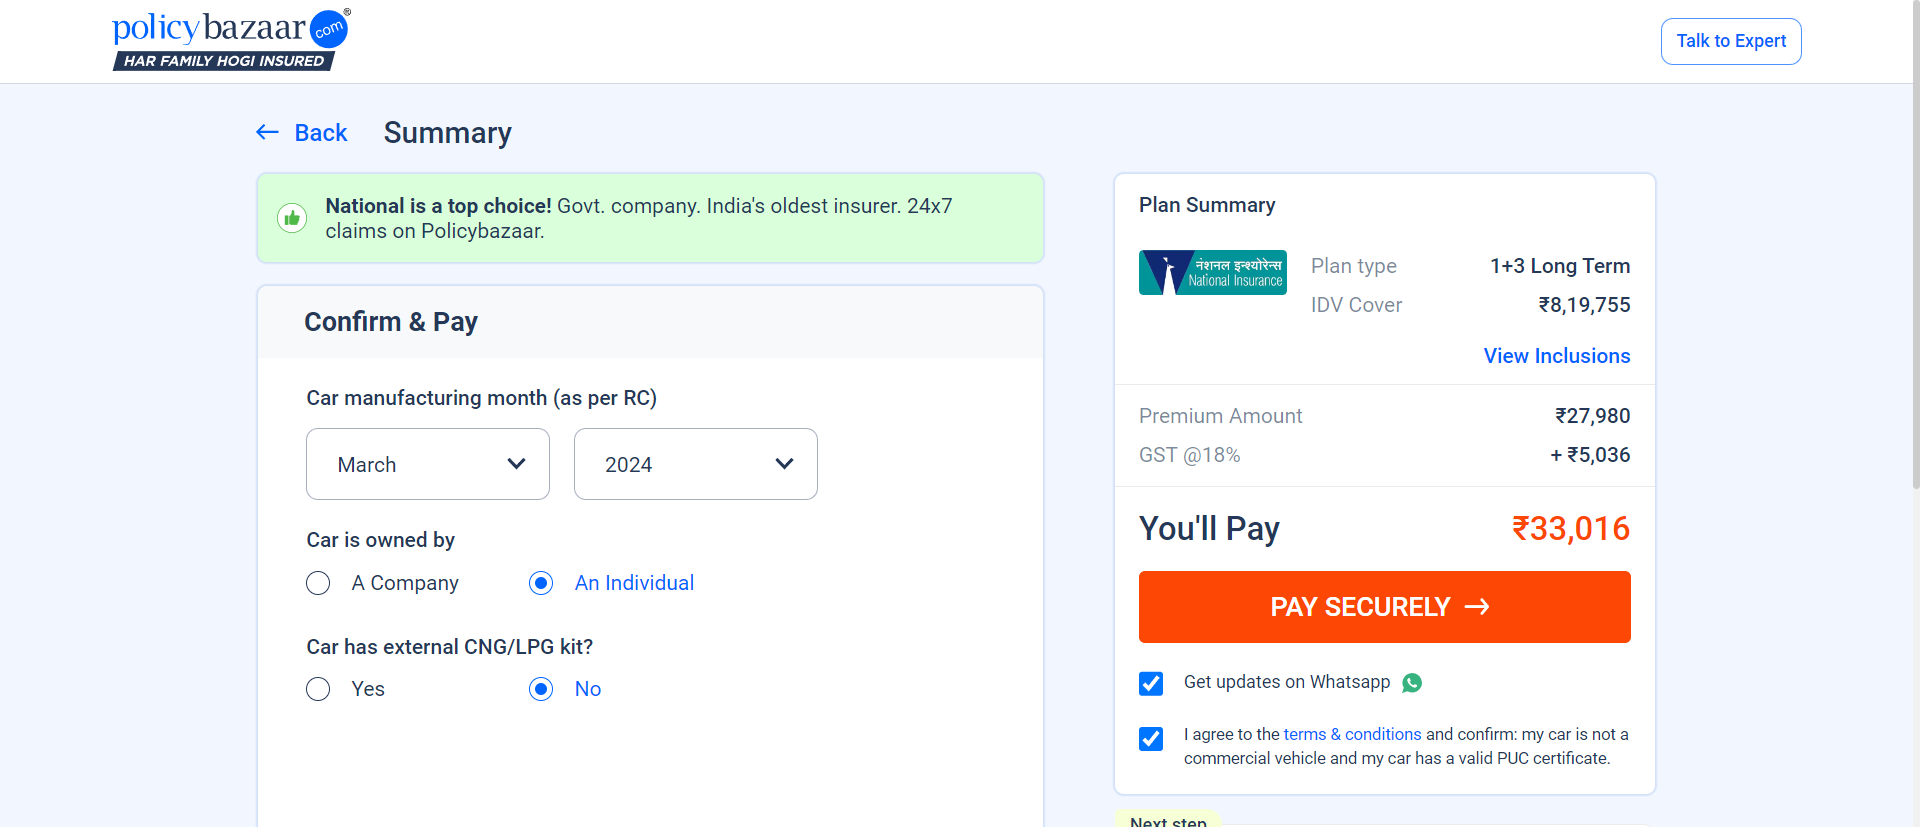 policybazaar com ®
HAR FAMILY HOGI INSURED
Talk to Expert
← Back
Summary
National is a top choice! Govt. company. India's oldest insurer. 24x7
claims on Policybazaar.
Confirm & Pay
Car manufacturing month (as per RC)
March
2024
Car is owned by
A Company
An Individual
Car has external CNG/LPG kit?
Yes
No
Plan Summary
नेशनल इन्श्योरेन्स
National Insurance
Plan type 1+3 Long Term
IDV Cover ₹8,19,755
View Inclusions
Premium Amount ₹27,980
GST @18% + ₹5,036
You'll Pay ₹33,016
PAY SECURELY →
Get updates on Whatsapp
I agree to the terms & conditions and confirm: my car is not a
commercial vehicle and my car has a valid PUC certificate.
Next step